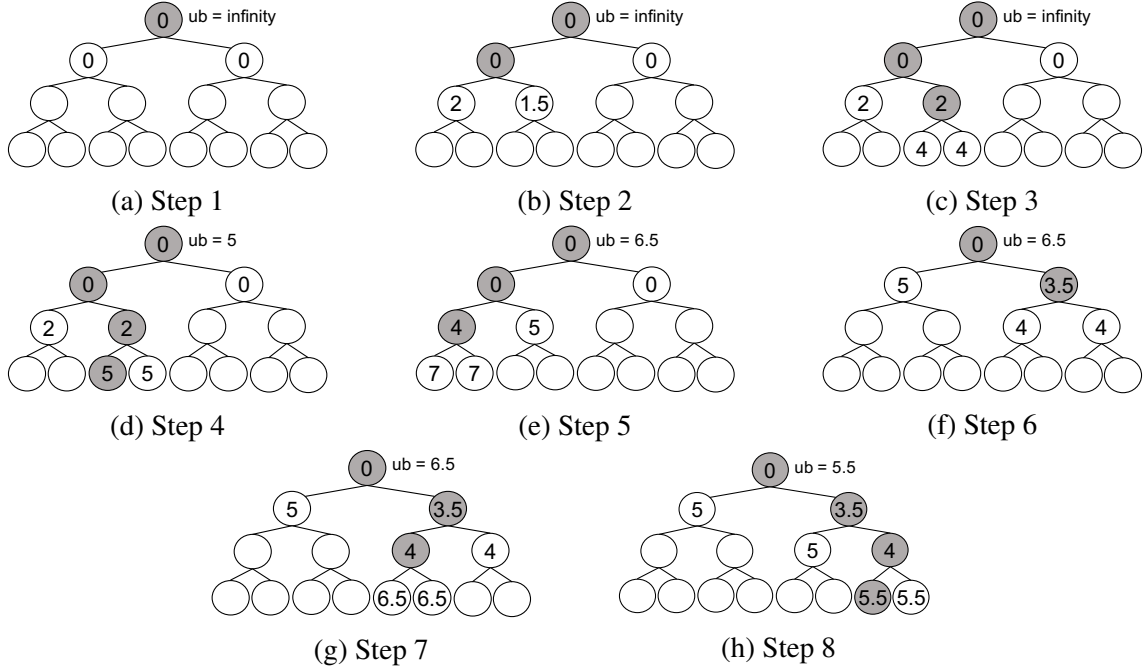 0 ub = infinity
0 0
(a) Step 1
0 ub = infinity
0 0
2 1.5
(b) Step 2
0 ub = infinity
0 0
2 2
4 4
(c) Step 3
0 ub = 5
0 0
2 2
5 5
(d) Step 4
0 ub = 6.5
0 0
4 5
7 7
(e) Step 5
0 ub = 6.5
5 3.5
4 4
(f) Step 6
0 ub = 6.5
5 3.5
4 4
6.5 6.5
(g) Step 7
0 ub = 5.5
5 3.5
5 4
5.5 5.5
(h) Step 8